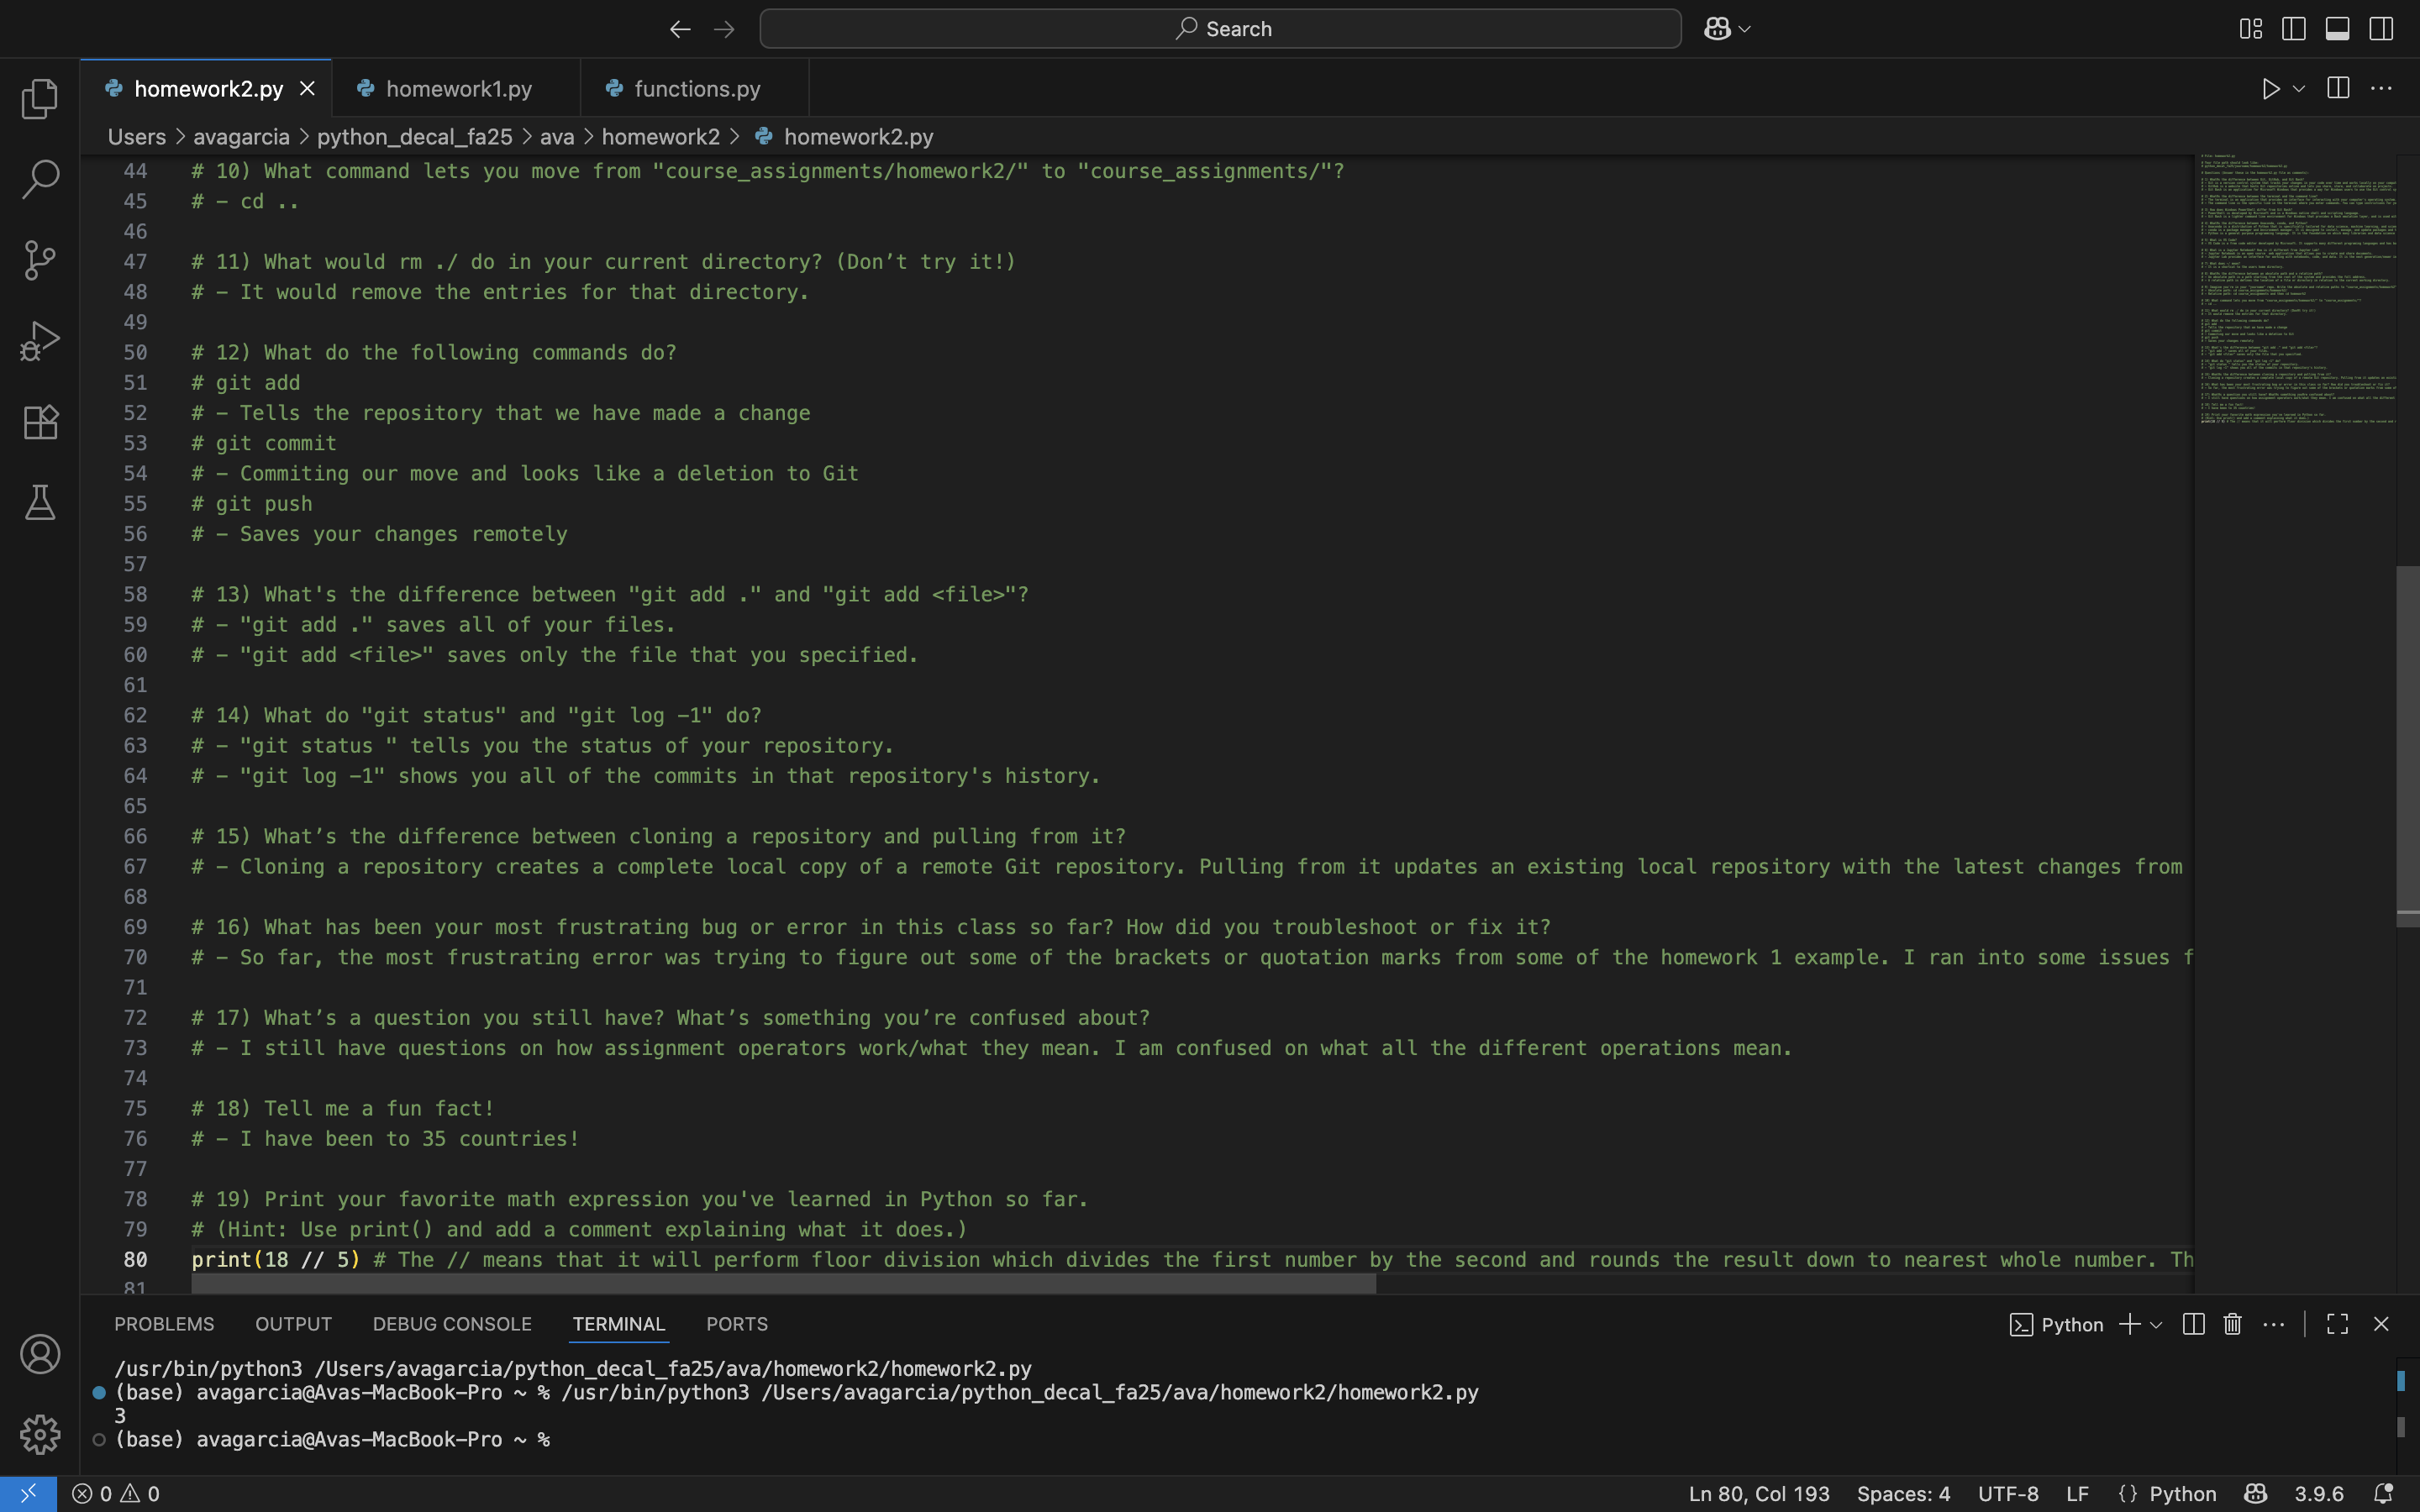 Search
homework2.py
homework1.py
functions.py
Users > avagarcia > python_decal_fa25 > ava > homework2 > homework2.py
44 # 10) What command lets you move from "course_assignments/homework2/" to "course_assignments/"?
45 # - cd ..
46
47 # 11) What would rm ./ do in your current directory? (Don’t try it!)
48 # - It would remove the entries for that directory.
49
50 # 12) What do the following commands do?
51 # git add
52 # - Tells the repository that we have made a change
53 # git commit
54 # - Commiting our move and looks like a deletion to Git
55 # git push
56 # - Saves your changes remotely
57
58 # 13) What's the difference between "git add ." and "git add <file>"?
59 # - "git add ." saves all of your files.
60 # - "git add <file>" saves only the file that you specified.
61
62 # 14) What do "git status" and "git log -1" do?
63 # - "git status " tells you the status of your repository.
64 # - "git log -1" shows you all of the commits in that repository's history.
65
66 # 15) What’s the difference between cloning a repository and pulling from it?
67 # - Cloning a repository creates a complete local copy of a remote Git repository. Pulling from it updates an existing local repository with the latest changes from
68
69 # 16) What has been your most frustrating bug or error in this class so far? How did you troubleshoot or fix it?
70 # - So far, the most frustrating error was trying to figure out some of the brackets or quotation marks from some of the homework 1 example. I ran into some issues f
71
72 # 17) What’s a question you still have? What’s something you’re confused about?
73 # - I still have questions on how assignment operators work/what they mean. I am confused on what all the different operations mean.
74
75 # 18) Tell me a fun fact!
76 # - I have been to 35 countries!
77
78 # 19) Print your favorite math expression you've learned in Python so far.
79 # (Hint: Use print() and add a comment explaining what it does.)
80 print(18 // 5) # The // means that it will perform floor division which divides the first number by the second and rounds the result down to nearest whole number. Th
81
PROBLEMS OUTPUT DEBUG CONSOLE TERMINAL PORTS
Python
/usr/bin/python3 /Users/avagarcia/python_decal_fa25/ava/homework2/homework2.py
(base) avagarcia@Avas-MacBook-Pro ~ % /usr/bin/python3 /Users/avagarcia/python_decal_fa25/ava/homework2/homework2.py
3
(base) avagarcia@Avas-MacBook-Pro ~ %
0 0 Ln 80, Col 193 Spaces: 4 UTF-8 LF {} Python 3.9.6